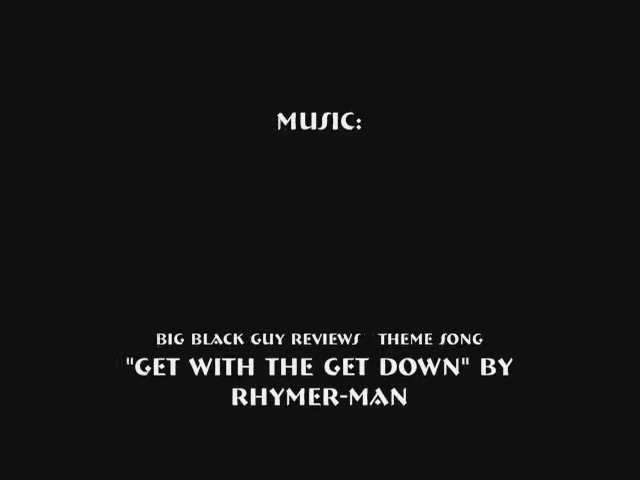 MUSIC:
BIG BLACK GUY REVIEWS THEME SONG
"GET WITH THE GET DOWN" BY
RHYMER-MAN